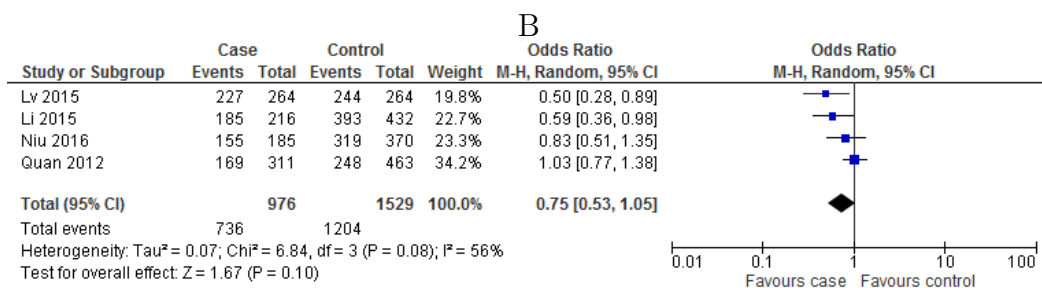 B
Case Control Odds Ratio Odds Ratio
Study or Subgroup Events Total Events Total Weight M-H, Random, 95% CI M-H, Random, 95% CI
Lv 2015 227 264 244 264 19.8% 0.50 [0.28, 0.89]
Li 2015 185 216 393 432 22.7% 0.59 [0.36, 0.98]
Niu 2016 155 185 319 370 23.3% 0.83 [0.51, 1.35]
Quan 2012 169 311 248 463 34.2% 1.03 [0.77, 1.38]
Total (95% CI) 976 1529 100.0% 0.75 [0.53, 1.05]
Total events 736 1204
Heterogeneity: Tau² = 0.07; Chi² = 6.84, df = 3 (P = 0.08); I² = 56%
Test for overall effect: Z = 1.67 (P = 0.10)
0.01 0.1 1 10 100
Favours case Favours control